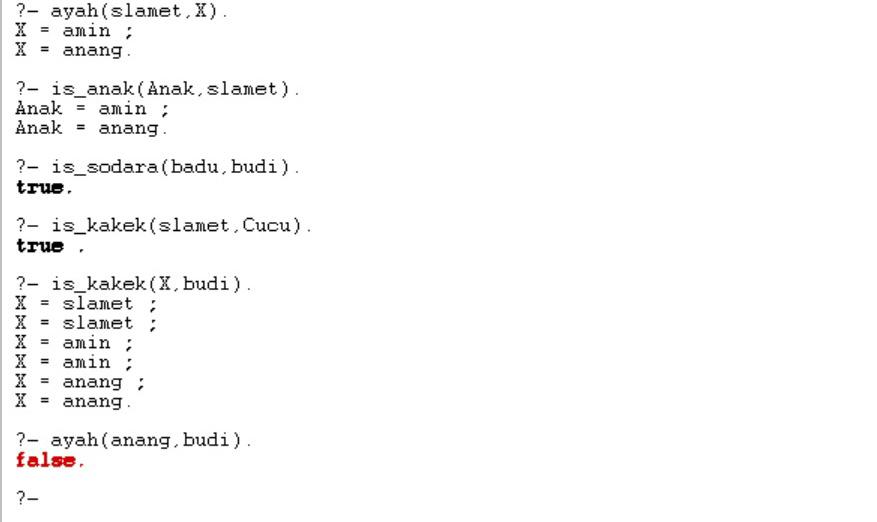 ?- ayah(slamet,X).
X = amin ;
X = anang.
?- is_anak(Anak,slamet).
Anak = amin ;
Anak = anang.
?- is_sodara(badu,budi).
true.
?- is_kakek(slamet,Cucu).
true .
?- is_kakek(X,budi).
X = slamet ;
X = slamet ;
X = amin ;
X = amin ;
X = anang ;
X = anang.
?- ayah(anang,budi).
false.
?-